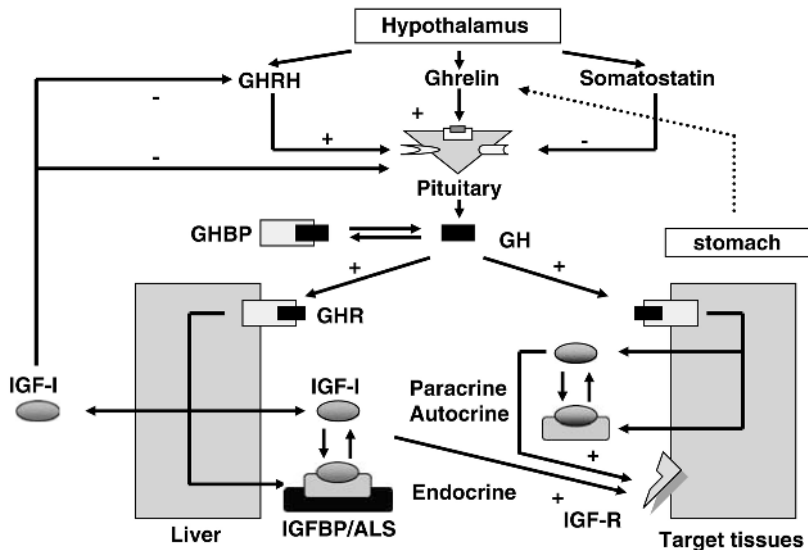 Hypothalamus
GHRH
Ghrelin
Somatostatin
-
+
+
-
-
Pituitary
GHBP
GH
stomach
+
+
GHR
IGF-I
IGF-I
Paracrine
Autocrine
+
Endocrine
+
IGF-R
Liver
IGFBP/ALS
Target tissues